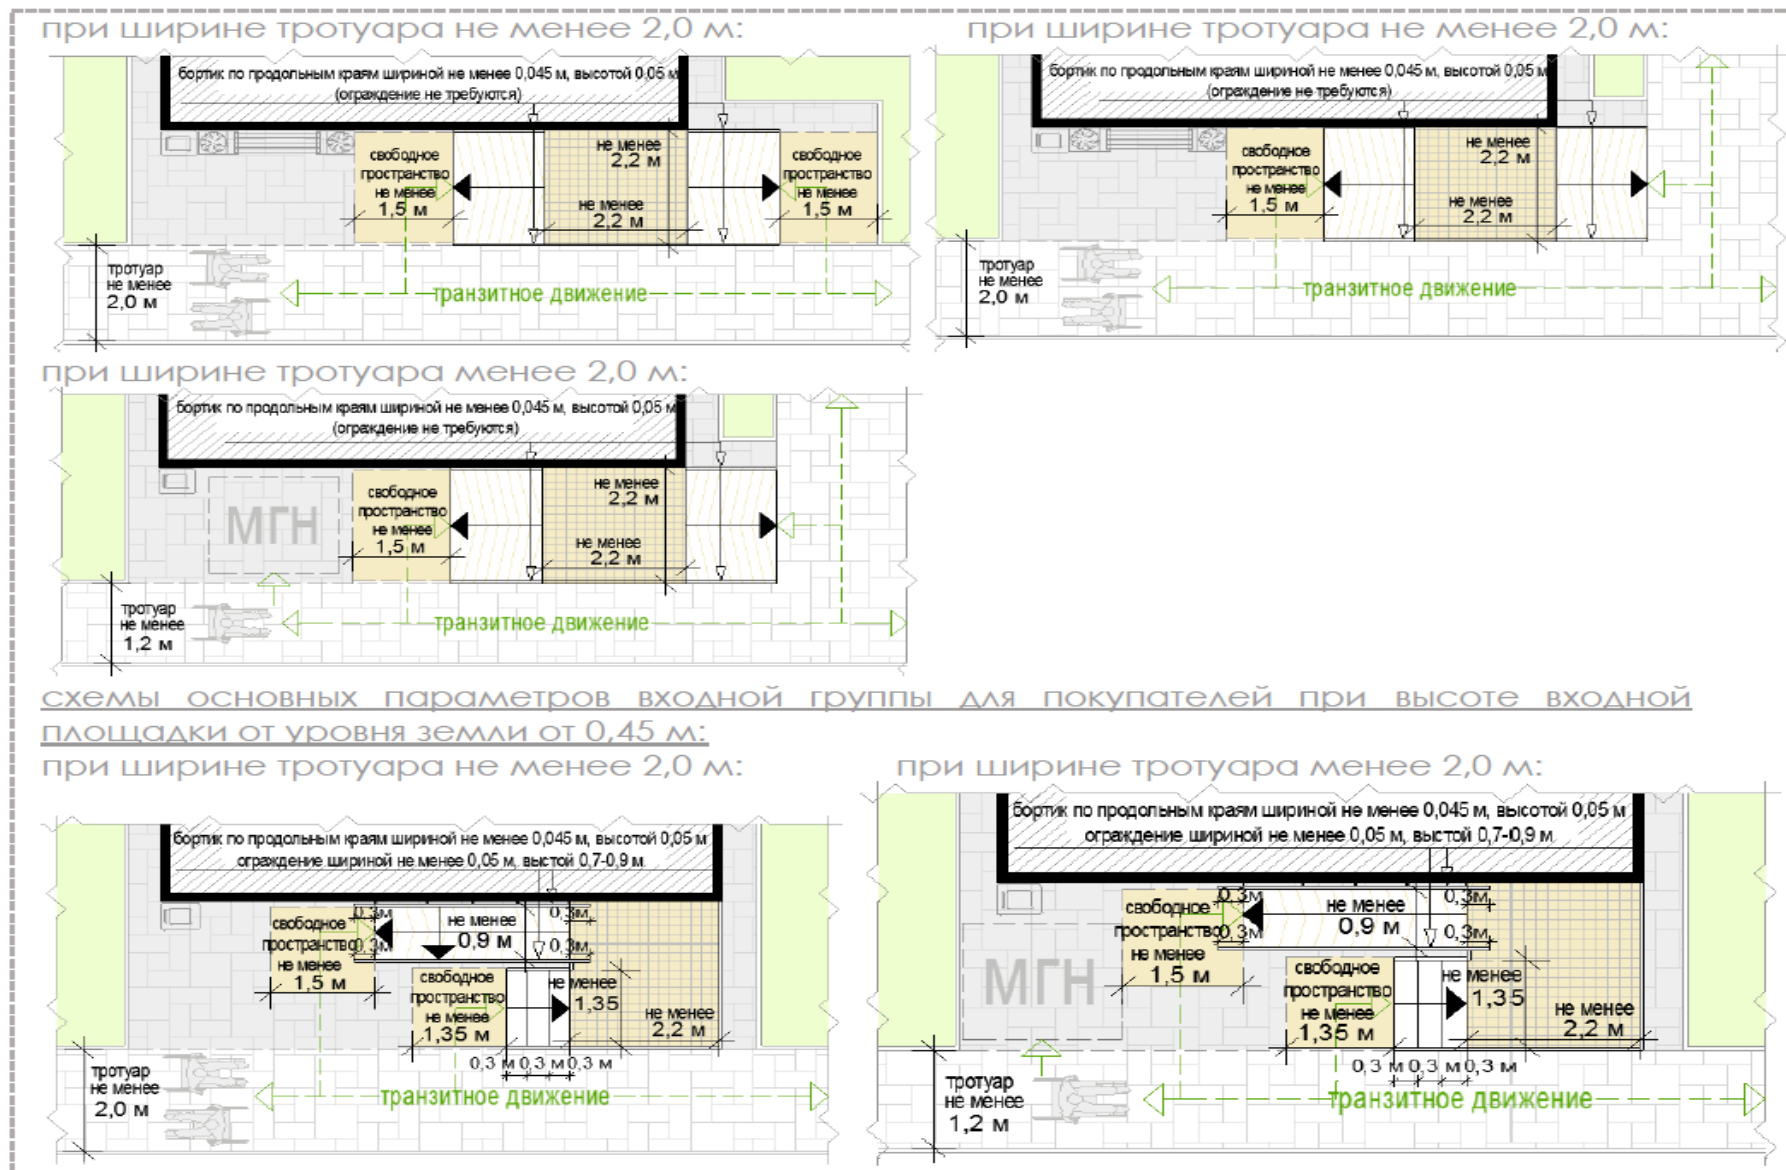 при ширине тротуара не менее 2,0 м:
бортик по продольным краям шириной не менее 0,045 м, высотой 0,05 м
(ограждение не требуются)
свободное
пространство
не менее
1,5 м
не менее
2,2 м
не менее
2,2 м
свободное
пространство
не менее
1,5 м
тротуар
не менее
2,0 м
транзитное движение
при ширине тротуара не менее 2,0 м:
бортик по продольным краям шириной не менее 0,045 м, высотой 0,05 м
(ограждение не требуются)
свободное
пространство
не менее
1,5 м
не менее
2,2 м
не менее
2,2 м
тротуар
не менее
2,0 м
транзитное движение
при ширине тротуара менее 2,0 м:
бортик по продольным краям шириной не менее 0,045 м, высотой 0,05 м
(ограждение не требуются)
МГН
свободное
пространство
не менее
1,5 м
не менее
2,2 м
не менее
2,2 м
тротуар
не менее
1,2 м
транзитное движение
схемы основных параметров входной группы для покупателей при высоте входной
площадки от уровня земли от 0,45 м:
при ширине тротуара не менее 2,0 м:
бортик по продольным краям шириной не менее 0,045 м, высотой 0,05 м
ограждение шириной не менее 0,05 м, выстой 0,7-0,9 м
свободное
пространство
не менее
1,5 м
0,3м
0,3м
не менее
0,9 м
0,3м
0,3м
свободное
пространство
не менее
1,35 м
не менее
1,35
не менее
2,2 м
0,3 м 0,3 м 0,3 м
тротуар
не менее
2,0 м
транзитное движение
при ширине тротуара менее 2,0 м:
бортик по продольным краям шириной не менее 0,045 м, высотой 0,05 м
ограждение шириной не менее 0,05 м, выстой 0,7-0,9 м
МГН
свободное
пространство
не менее
1,5 м
0,3м
0,3м
не менее
0,9 м
0,3м
0,3м
свободное
пространство
не менее
1,35 м
не менее
1,35
не менее
2,2 м
0,3 м 0,3 м 0,3 м
тротуар
не менее
1,2 м
транзитное движение